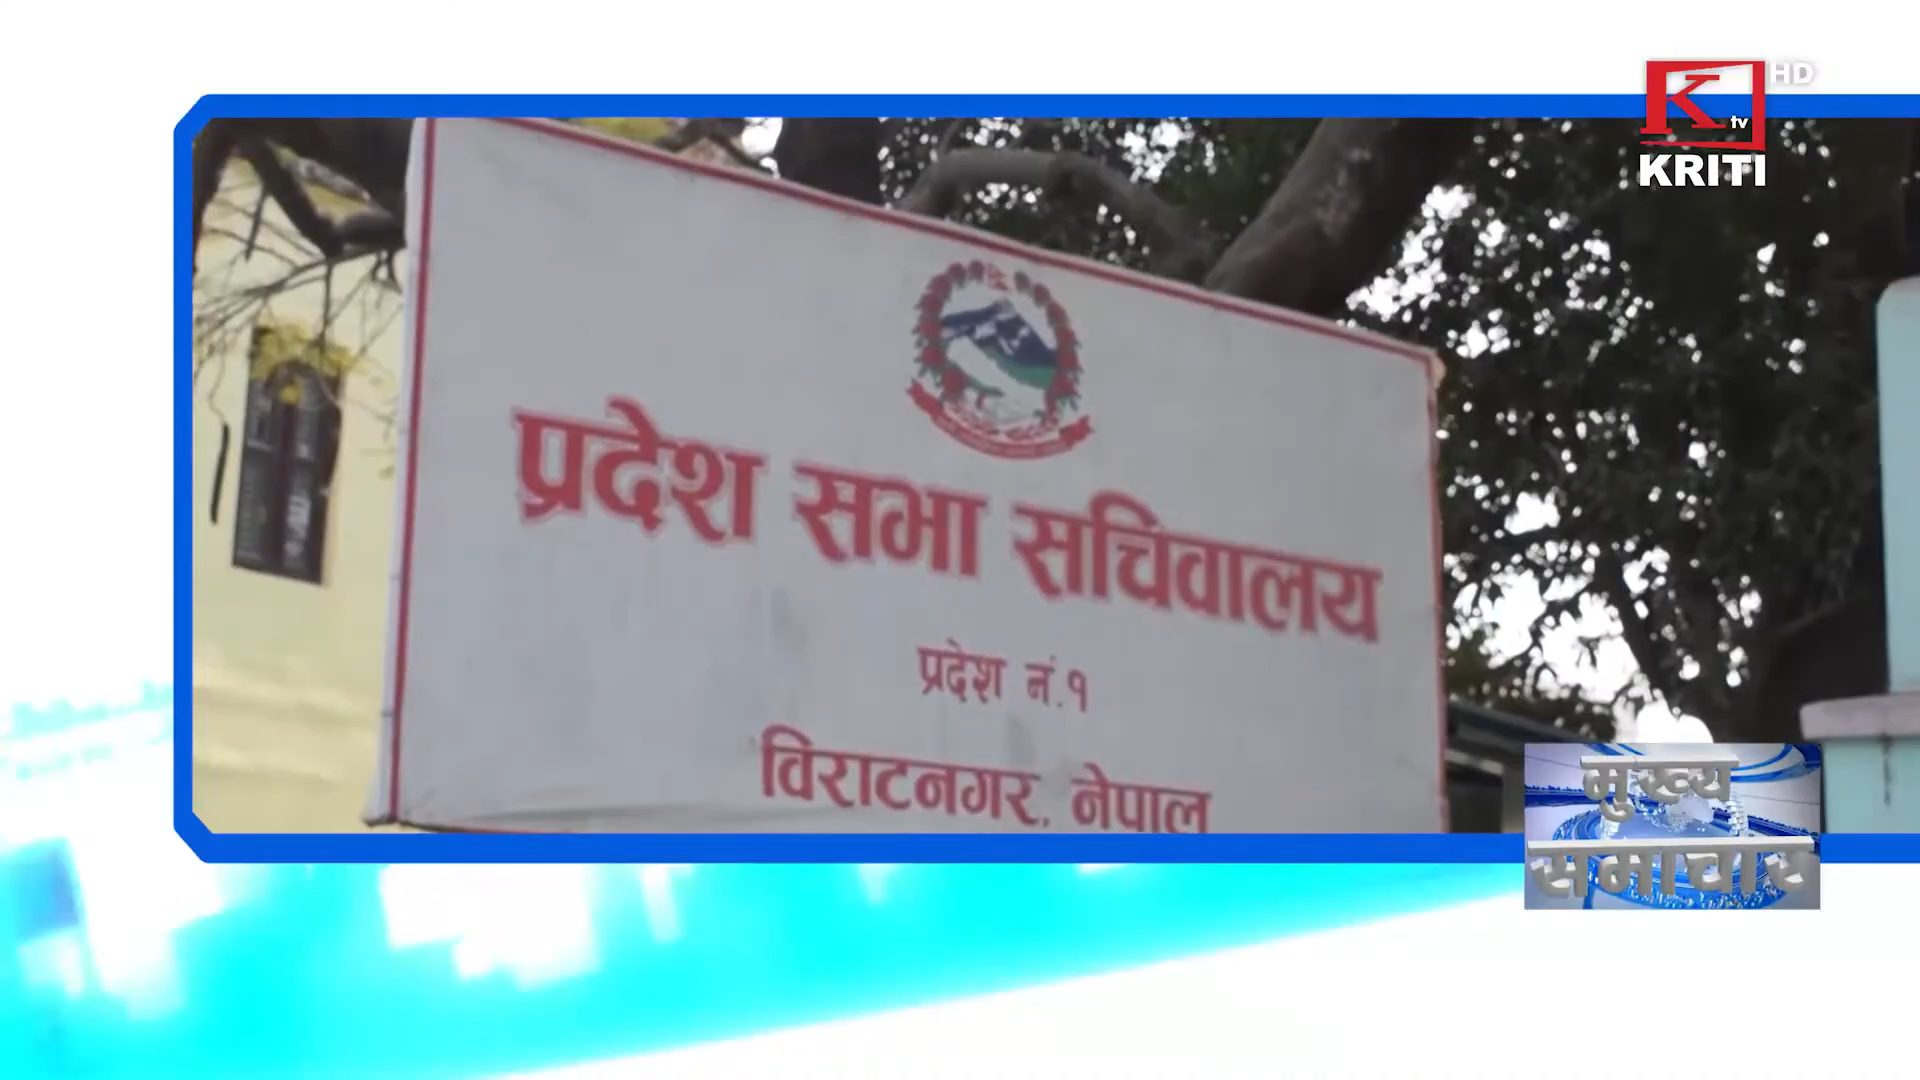 K tv HD
KRITI
प्रदेश सभा सचिवालय
प्रदेश नं.१
विराटनगर, नेपाल
मुख्य
समाचार